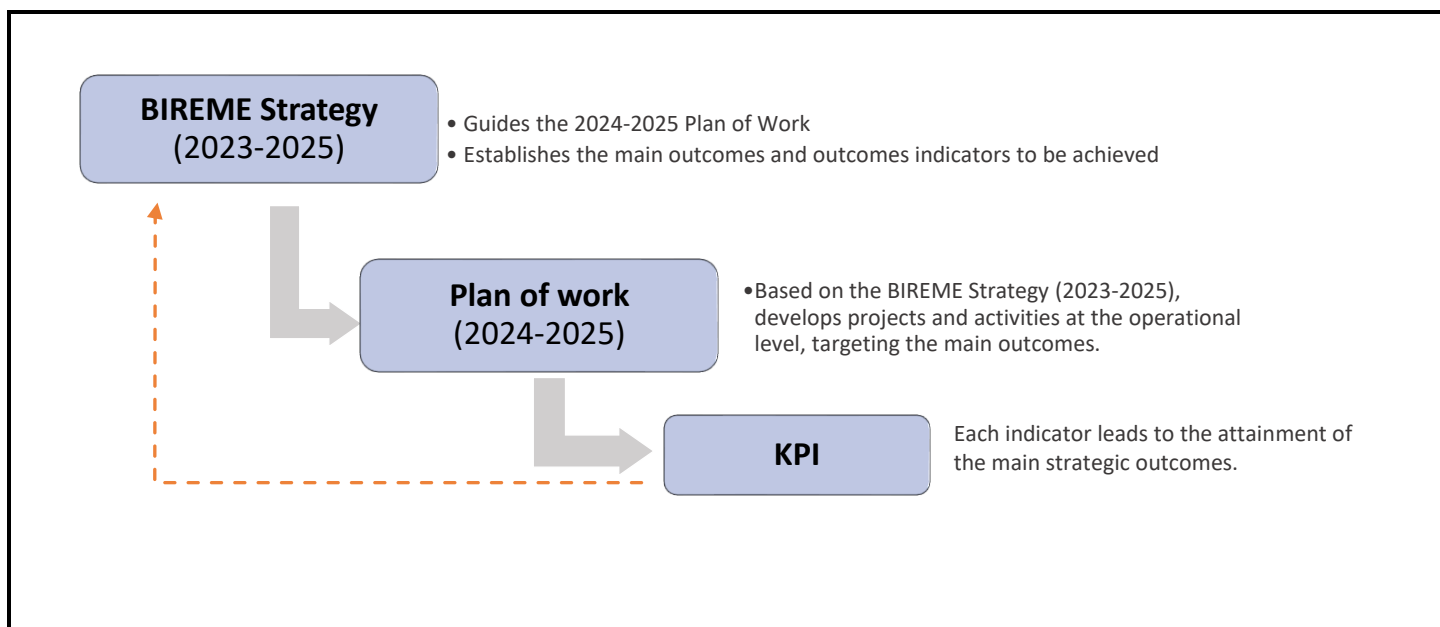 BIREME Strategy
(2023-2025)
• Guides the 2024-2025 Plan of Work
• Establishes the main outcomes and outcomes indicators to be achieved
Plan of work
(2024-2025)
•Based on the BIREME Strategy (2023-2025),
develops projects and activities at the operational
level, targeting the main outcomes.
KPI
Each indicator leads to the attainment of
the main strategic outcomes.